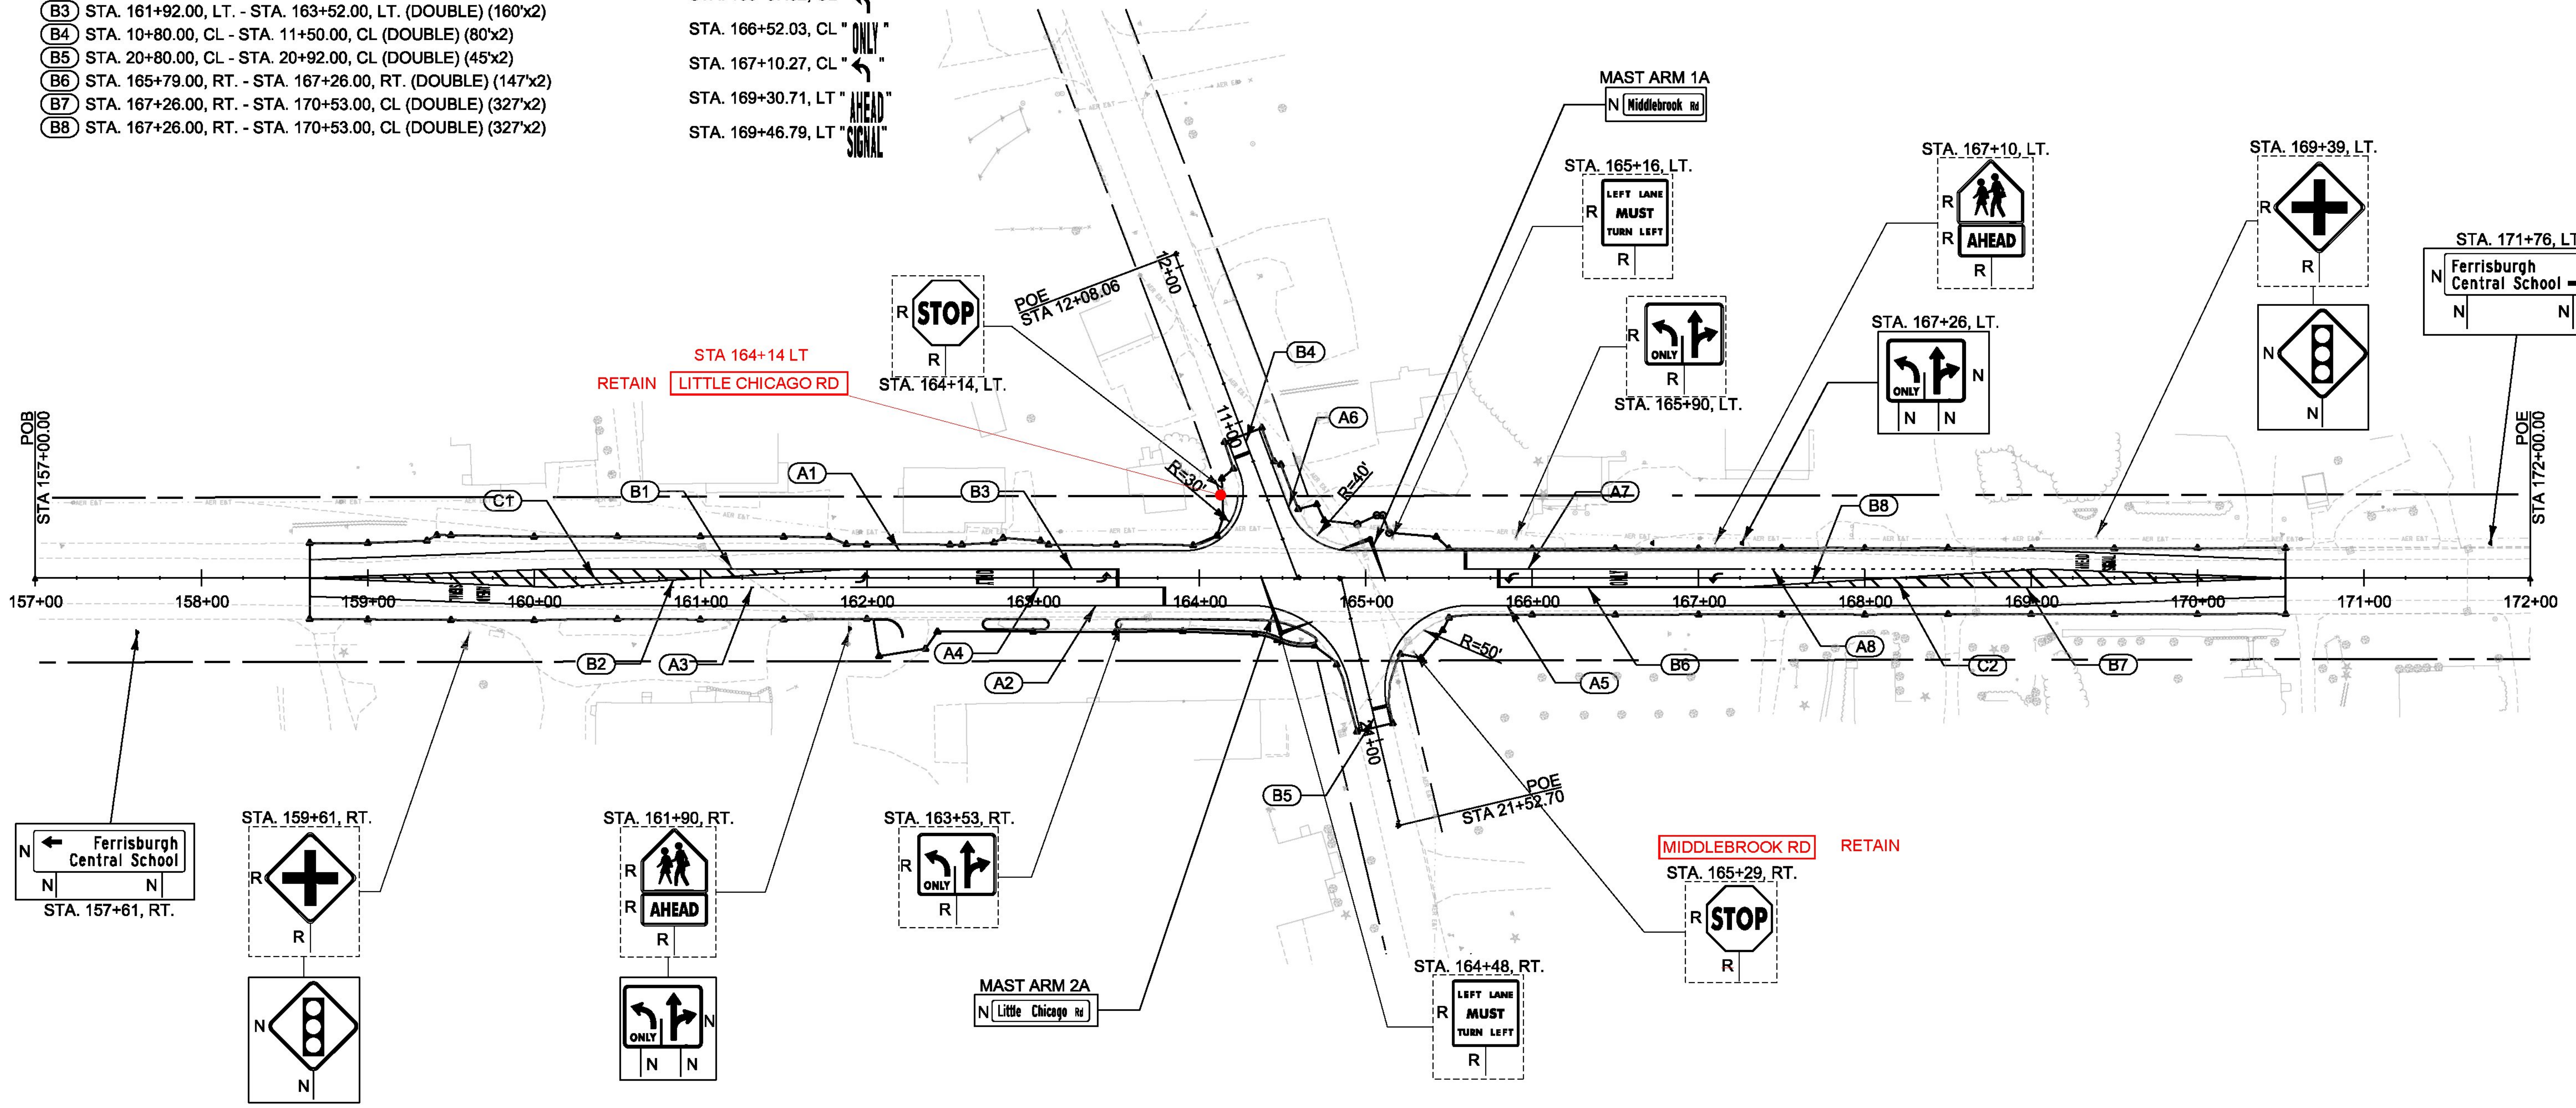 B3 STA. 161+92.00, LT. - STA. 163+52.00, LT. (DOUBLE) (160'x2)
B4 STA. 10+80.00, CL - STA. 11+50.00, CL (DOUBLE) (80'x2)
B5 STA. 20+80.00, CL - STA. 20+92.00, CL (DOUBLE) (45'x2)
B6 STA. 165+79.00, RT. - STA. 167+26.00, RT. (DOUBLE) (147'x2)
B7 STA. 167+26.00, RT. - STA. 170+53.00, CL (DOUBLE) (327'x2)
B8 STA. 167+26.00, RT. - STA. 170+53.00, CL (DOUBLE) (327'x2)
STA. 166+52.03, CL "ONLY"
STA. 167+10.27, CL " "
STA. 169+30.71, LT "AHEAD"
STA. 169+46.79, LT "SIGNAL"
MAST ARM 1A
N Middlebrook Rd
STA. 165+16, LT.
R LEFT LANE
MUST
TURN LEFT
R
STA. 167+10, LT.
R
R AHEAD
R
STA. 169+39, LT.
R
R
N
N
STA. 171+76, LT
N Ferrisburgh
Central School
N N
R STOP
R
STA. 164+14, LT.
POE
STA 12+08.06
12+00
11+00
STA 164+14 LT
RETAIN LITTLE CHICAGO RD
R ONLY
R
STA. 165+90, LT.
STA. 167+26, LT.
ONLY N
N N
POB
STA 157+00.00
POE
STA 172+00.00
B4
A6
R=30'
R=40'
C1
B1
A1
B3
A7
B8
AER E&T
ONLY
ONLY
157+00 158+00 159+00 160+00 161+00 162+00 163+00 164+00 165+00 166+00 167+00 168+00 169+00 170+00 171+00 172+00
B2
A3
A4
A2
R=50'
A5
B6
A8
C2
B7
B5
POE
STA 21+52.70
N Ferrisburgh
Central School
N N
STA. 157+61, RT.
STA. 159+61, RT.
R
R
N
N
STA. 161+90, RT.
R
R AHEAD
R
ONLY N
N N
STA. 163+53, RT.
R ONLY
R
MAST ARM 2A
N Little Chicago Rd
STA. 164+48, RT.
R LEFT LANE
MUST
TURN LEFT
R
MIDDLEBROOK RD RETAIN
STA. 165+29, RT.
R STOP
R